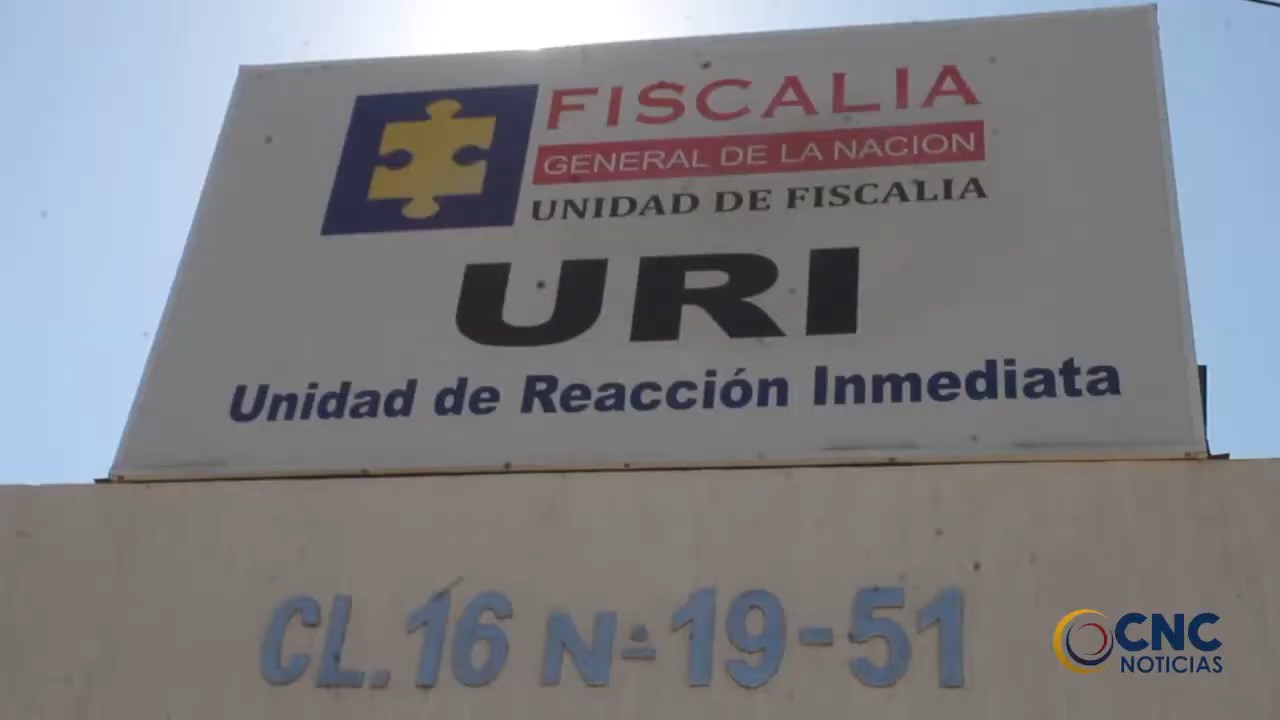 FISCALIA
GENERAL DE LA NACION
UNIDAD DE FISCALIA
URI
Unidad de Reacción Inmediata
CL.16 Nº 19-51
CNC
NOTICIAS